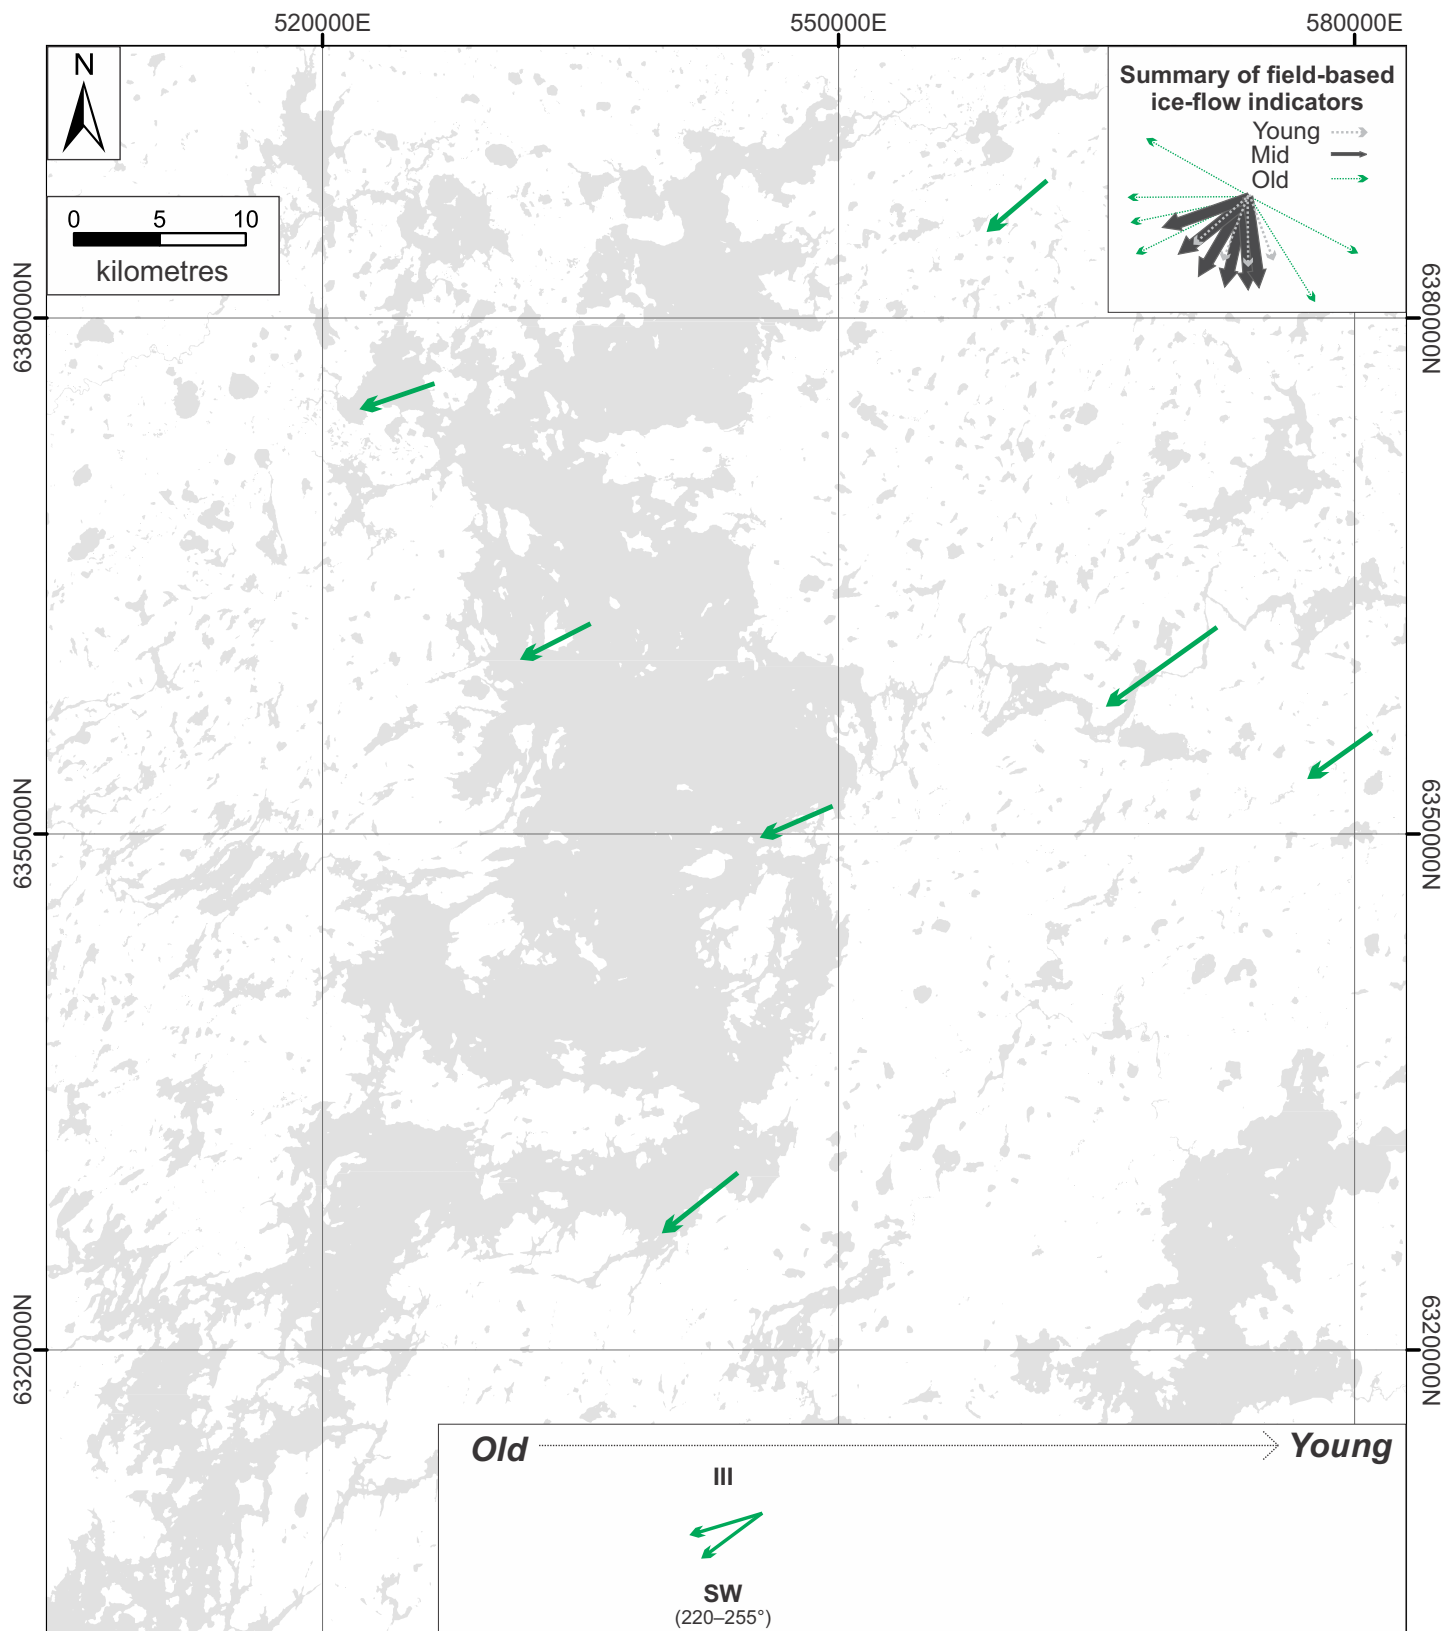 520000E
550000E
580000E
N
0 5 10
kilometres
Summary of field-based
ice-flow indicators
Young
Mid
Old
6380000N
6380000N
6350000N
6350000N
6320000N
6320000N
Old
Young
III
SW
(220–255°)